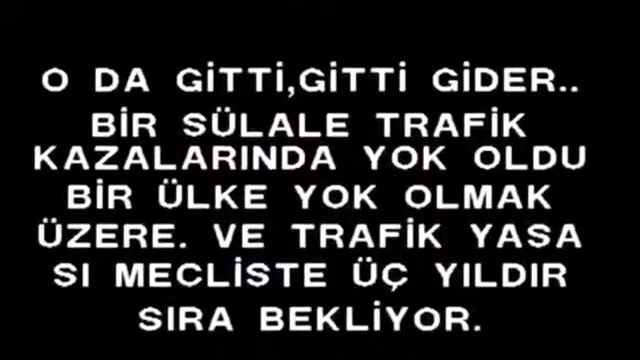 O DA GİTTİ,GİTTİ GİDER..
BİR SÜLALE TRAFİK
KAZALARINDA YOK OLDU
BİR ÜLKE YOK OLMAK
ÜZERE. VE TRAFİK YASA
SI MECLİSTE ÜÇ YILDIR
SIRA BEKLİYOR.